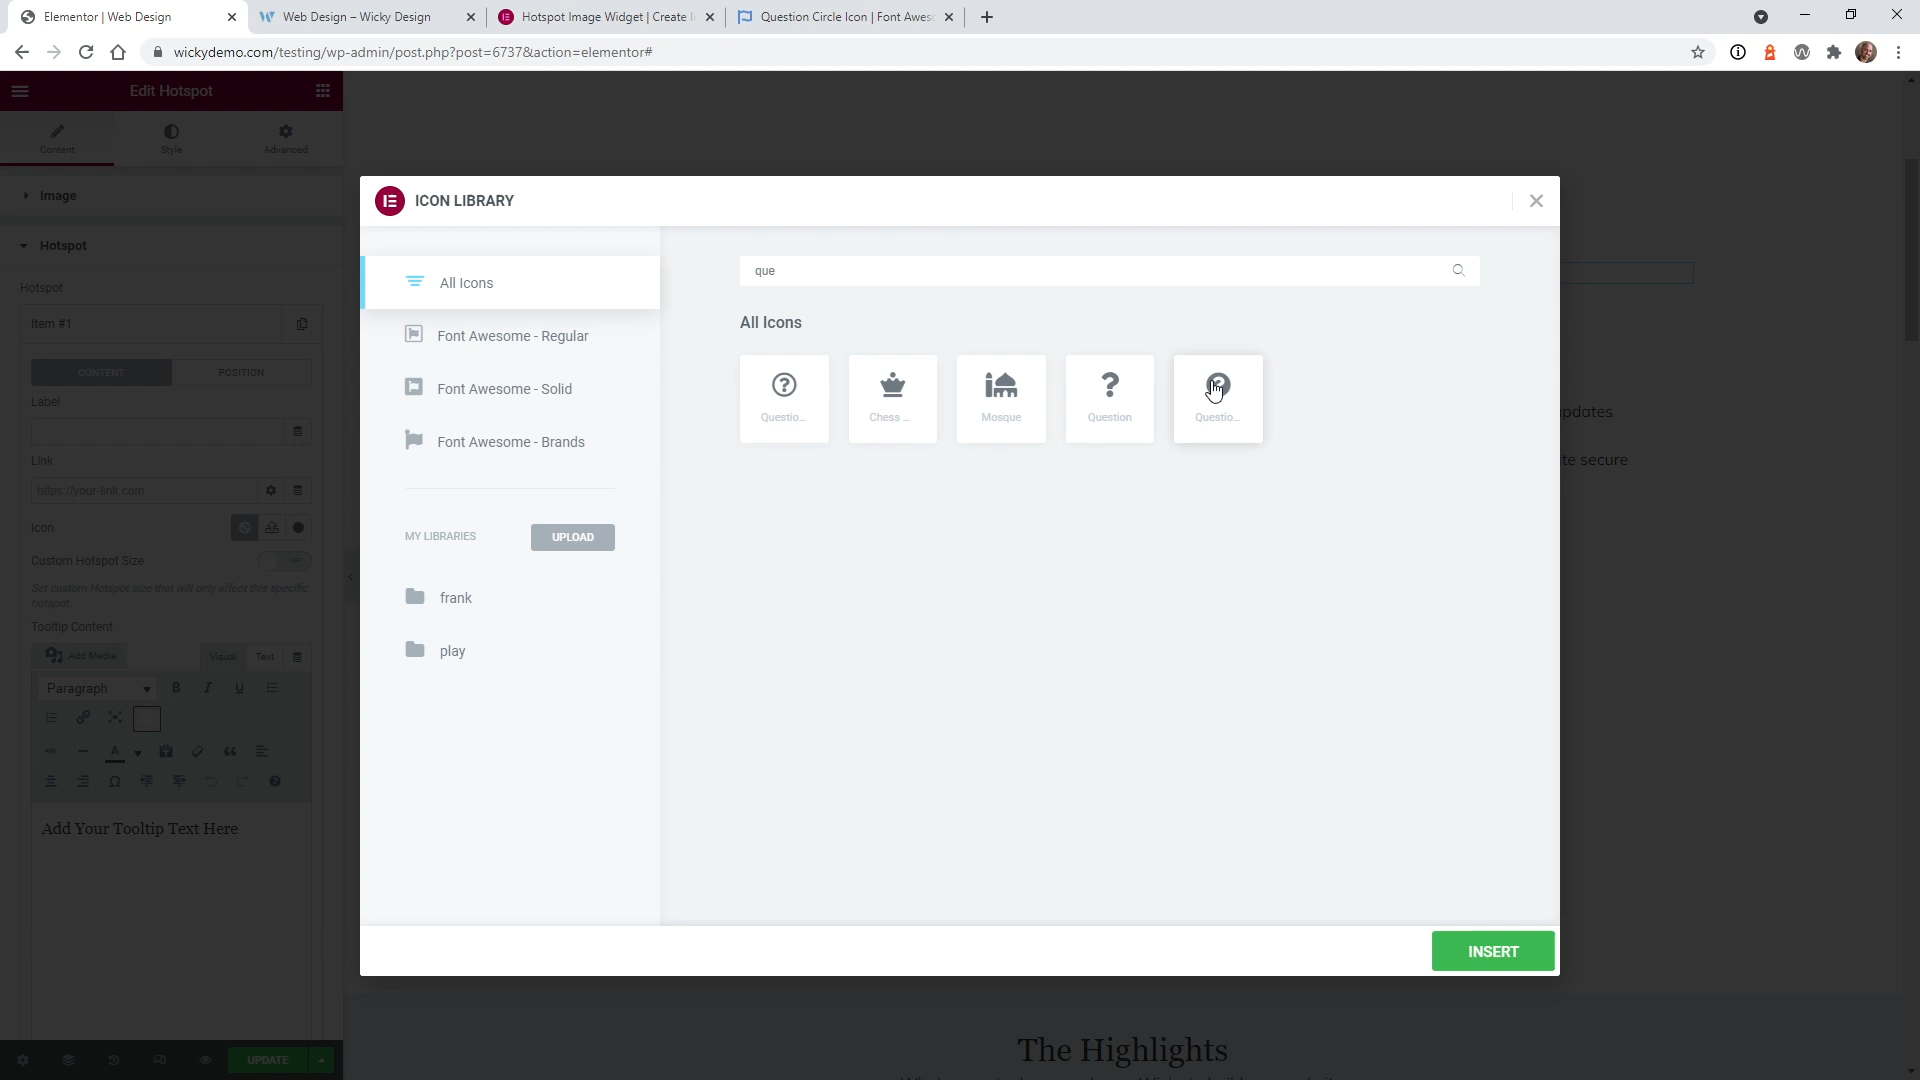 Elementor | Web Design
Web Design – Wicky Design
Hotspot Image Widget | Create I
Question Circle Icon | Font Awes
wickydemo.com/testing/wp-admin/post.php?post=6737&action=elementor#
Edit Hotspot
Content
Style
Advanced
Image
Hotspot
Hotspot
Item #1
CONTENT
POSITION
Label
Link
https://your-link.com
Icon
Custom Hotspot Size
OFF
Set custom Hotspot size that will only affect this specific
hotspot.
Tooltip Content
Add Media
Visual
Text
Paragraph
B
I
U
ABC
A
Add Your Tooltip Text Here
UPDATE
ICON LIBRARY
All Icons
Font Awesome - Regular
Font Awesome - Solid
Font Awesome - Brands
MY LIBRARIES
UPLOAD
frank
play
que
All Icons
Questio...
Chess ...
Mosque
Question
Questio...
INSERT
pdates
te secure
The Highlights